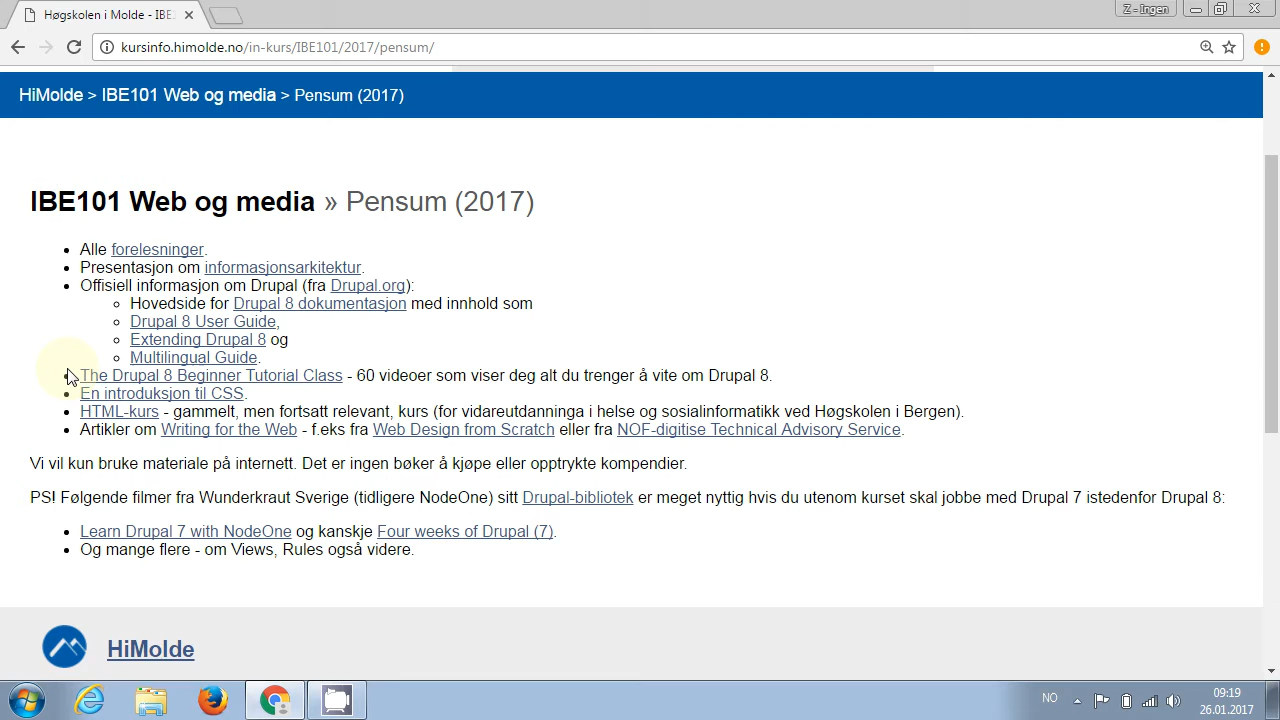 Høgskolen i Molde - IBE
Z - Ingen
kursinfo.himolde.no/in-kurs/IBE101/2017/pensum/
HiMolde > IBE101 Web og media > Pensum (2017)
IBE101 Web og media » Pensum (2017)
Alle forelesninger.
Presentasjon om informasjonsarkitektur.
Offisiell informasjon om Drupal (fra Drupal.org):
Hovedside for Drupal 8 dokumentasjon med innhold som
Drupal 8 User Guide,
Extending Drupal 8 og
Multilingual Guide.
The Drupal 8 Beginner Tutorial Class - 60 videoer som viser deg alt du trenger å vite om Drupal 8.
En introduksjon til CSS.
HTML-kurs - gammelt, men fortsatt relevant, kurs (for vidareutdanninga i helse og sosialinformatikk ved Høgskolen i Bergen).
Artikler om Writing for the Web - f.eks fra Web Design from Scratch eller fra NOF-digitise Technical Advisory Service.
Vi vil kun bruke materiale på internett. Det er ingen bøker å kjøpe eller opptrykte kompendier.
PS! Følgende filmer fra Wunderkraut Sverige (tidligere NodeOne) sitt Drupal-bibliotek er meget nyttig hvis du utenom kurset skal jobbe med Drupal 7 istedenfor Drupal 8:
Learn Drupal 7 with NodeOne og kanskje Four weeks of Drupal (7).
Og mange flere - om Views, Rules også videre.
HiMolde
NO
09:19
26.01.2017